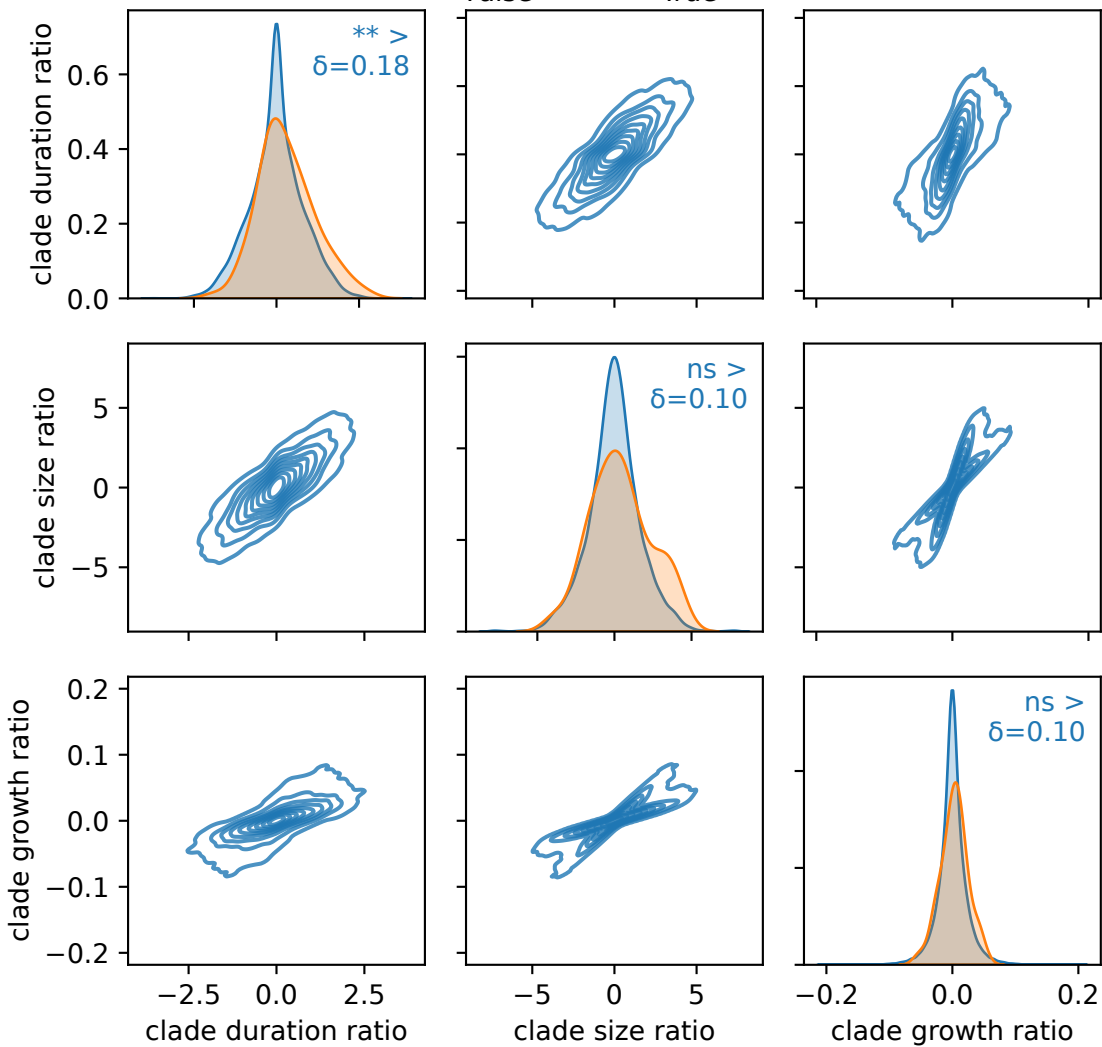 clade duration ratio
0.6
0.4
0.2
0.0
** >
δ=0.18
clade size ratio
5
0
−5
ns >
δ=0.10
clade growth ratio
0.2
0.1
0.0
−0.1
−0.2
ns >
δ=0.10
−2.5 0.0 2.5
−5 0 5
−0.2 0.0 0.2
clade duration ratio
clade size ratio
clade growth ratio